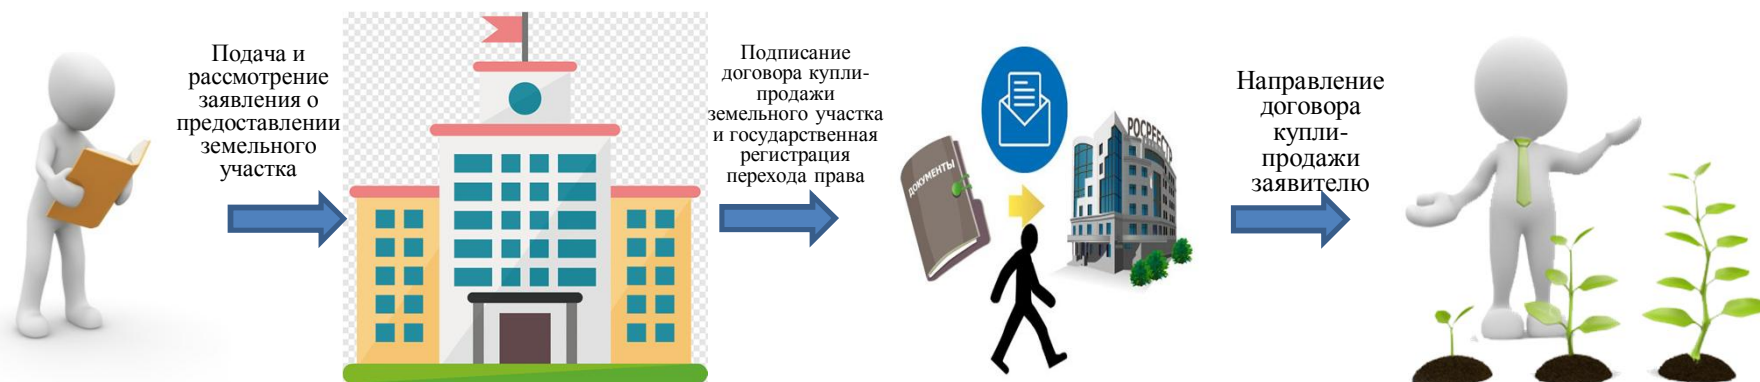 Подача и
рассмотрение
заявления о
предоставлении
земельного
участка
Подписание
договора купли-
продажи
земельного участка
и государственная
регистрация
перехода права
ДОКУМЕНТЫ
РОСРЕЕСТР
Направление
договора
купли-
продажи
заявителю